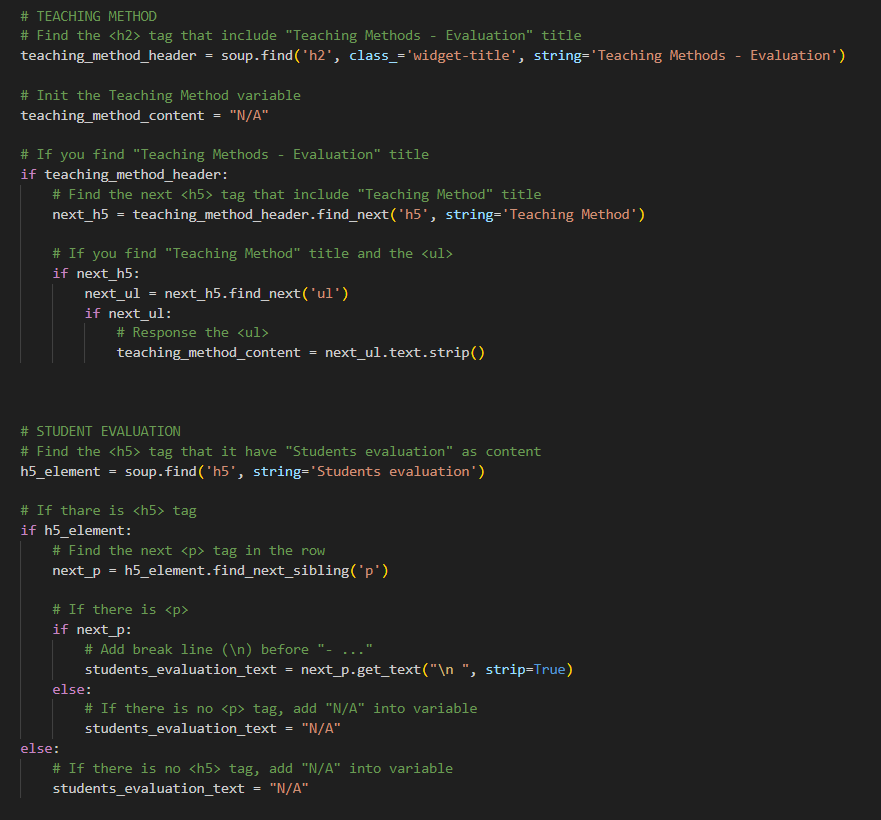 # TEACHING METHOD
# Find the <h2> tag that include "Teaching Methods - Evaluation" title
teaching_method_header = soup.find('h2', class_='widget-title', string='Teaching Methods - Evaluation')
# Init the Teaching Method variable
teaching_method_content = "N/A"
# If you find "Teaching Methods - Evaluation" title
if teaching_method_header:
    # Find the next <h5> tag that include "Teaching Method" title
    next_h5 = teaching_method_header.find_next('h5', string='Teaching Method')
    # If you find "Teaching Method" title and the <ul>
    if next_h5:
        next_ul = next_h5.find_next('ul')
        if next_ul:
            # Response the <ul>
            teaching_method_content = next_ul.text.strip()
# STUDENT EVALUATION
# Find the <h5> tag that it have "Students evaluation" as content
h5_element = soup.find('h5', string='Students evaluation')
# If thare is <h5> tag
if h5_element:
    # Find the next <p> tag in the row
    next_p = h5_element.find_next_sibling('p')
    # If there is <p>
    if next_p:
        # Add break line (\n) before "- ..."
        students_evaluation_text = next_p.get_text("\n ", strip=True)
    else:
        # If there is no <p> tag, add "N/A" into variable
        students_evaluation_text = "N/A"
else:
    # If there is no <h5> tag, add "N/A" into variable
    students_evaluation_text = "N/A"